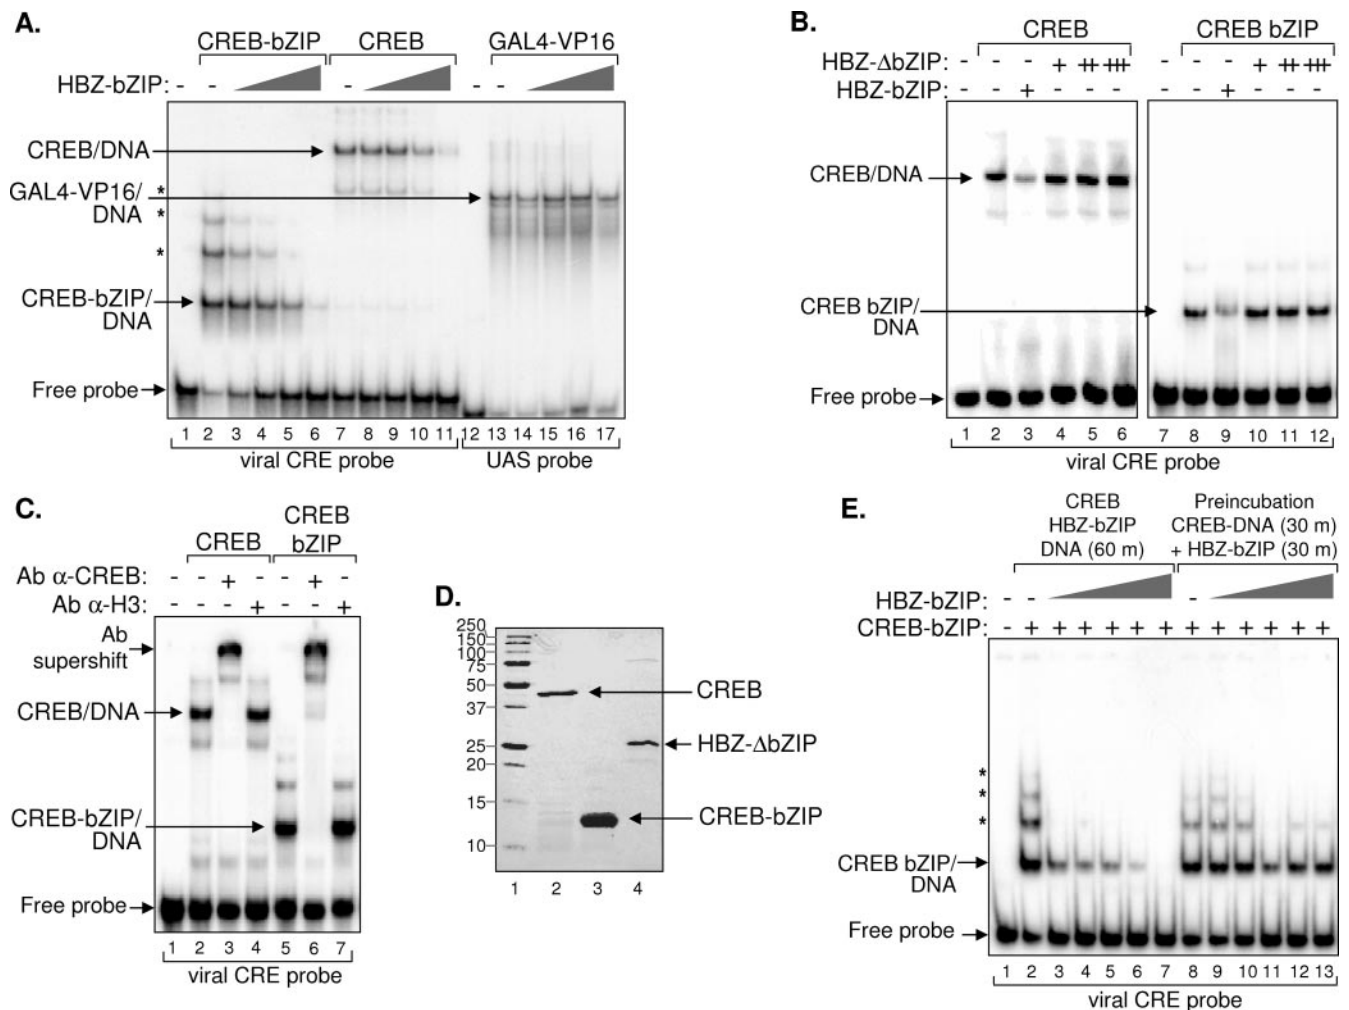 A.
CREB-bZIP CREB GAL4-VP16
HBZ-bZIP: - - - - -
CREB/DNA
GAL4-VP16/
DNA
*
*
*
CREB-bZIP/
DNA
Free probe
1 2 3 4 5 6 7 8 9 10 11 12 13 14 15 16 17
viral CRE probe UAS probe
B.
CREB CREB bZIP
HBZ-ΔbZIP: - - - + ++ +++ - - - + ++ +++
HBZ-bZIP: - - + - - - - - + - - -
CREB/DNA
CREB bZIP/
DNA
Free probe
1 2 3 4 5 6 7 8 9 10 11 12
viral CRE probe
C.
CREB
CREB
bZIP
Ab α-CREB: - - + - - + -
Ab α-H3: - - - + - - +
Ab
supershift
CREB/DNA
CREB-bZIP/
DNA
Free probe
1 2 3 4 5 6 7
viral CRE probe
D.
250
150
100
75
50
37
25
20
15
10
CREB
HBZ-ΔbZIP
CREB-bZIP
1 2 3 4
E.
CREB
HBZ-bZIP
DNA (60 m)
Preincubation
CREB-DNA (30 m)
+ HBZ-bZIP (30 m)
HBZ-bZIP: - - -
CREB-bZIP: - + + + + + + + + + + + +
*
*
*
CREB bZIP/
DNA
Free probe
1 2 3 4 5 6 7 8 9 10 11 12 13
viral CRE probe